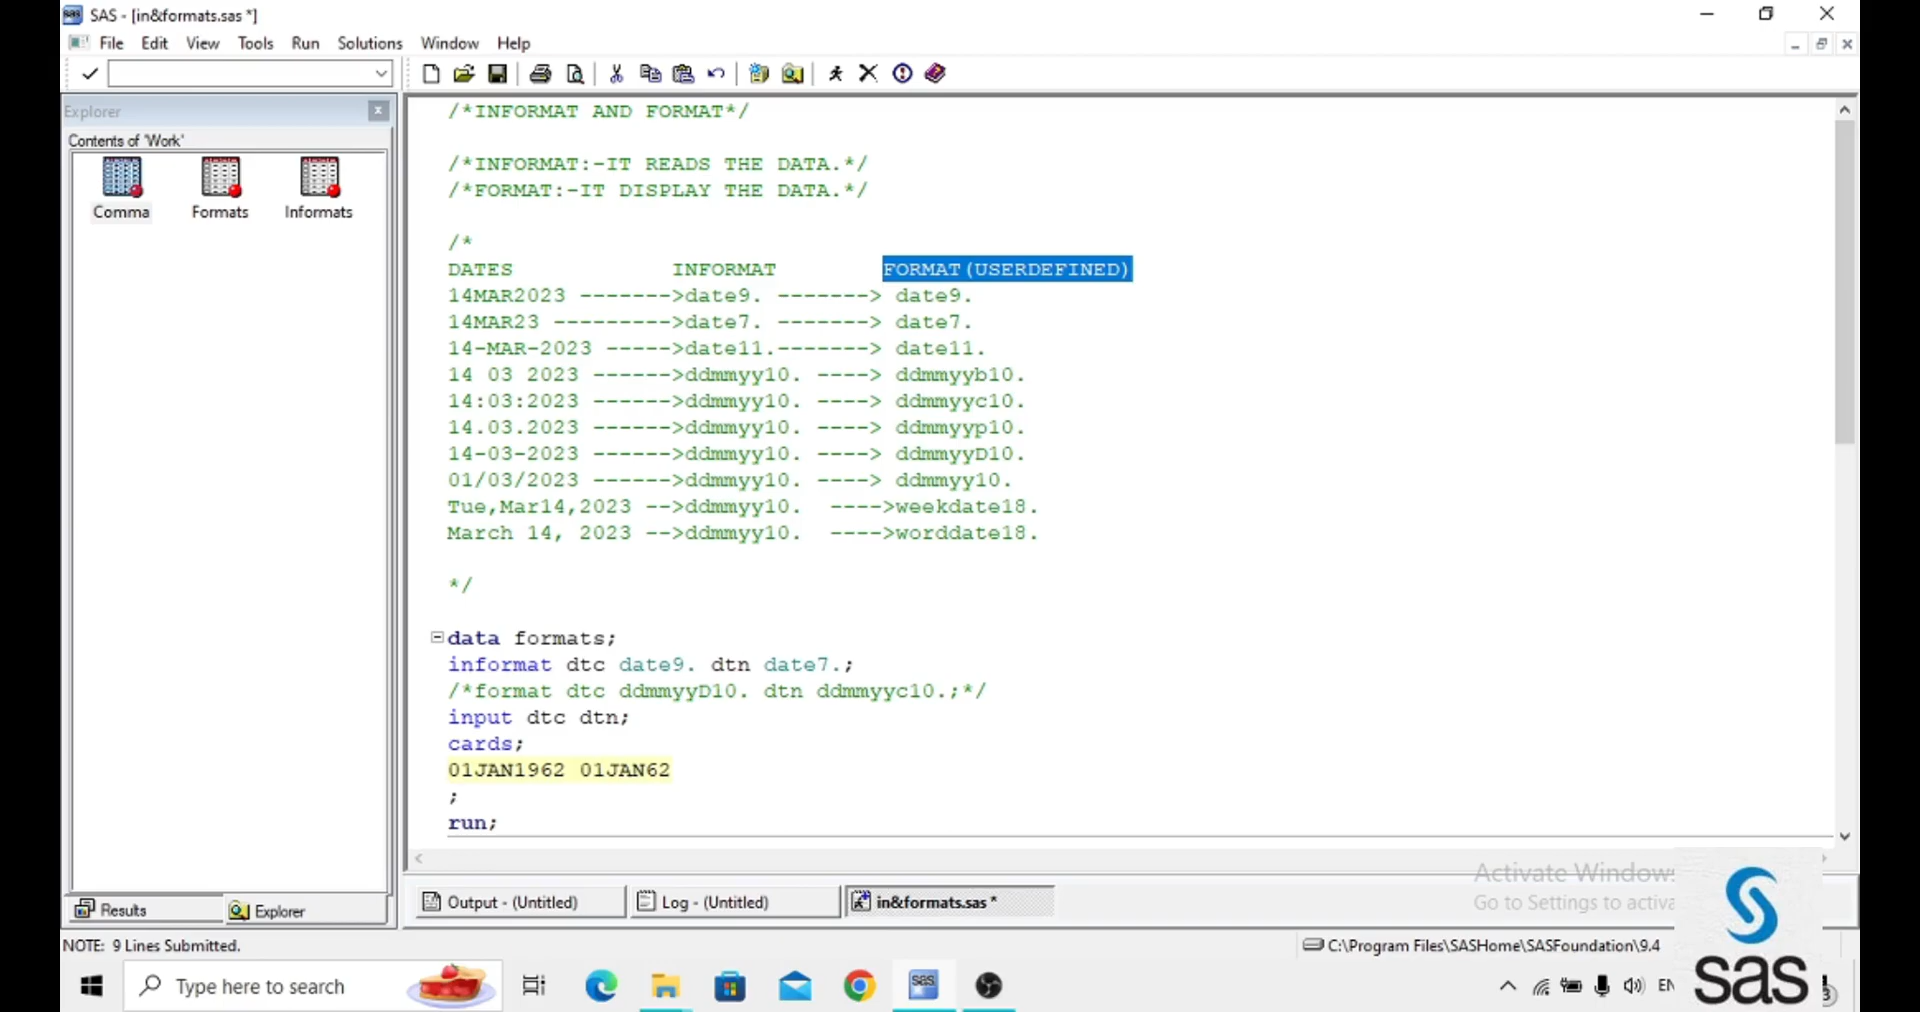 SAS - [in&formats.sas *]
File Edit View Tools Run Solutions Window Help
Explorer
Contents of 'Work'
Comma Formats Informats
/*INFORMAT AND FORMAT*/
/*INFORMAT:-IT READS THE DATA.*/
/*FORMAT:-IT DISPLAY THE DATA.*/
/*
DATES INFORMAT FORMAT(USERDEFINED)
14MAR2023 ------->date9. -------> date9.
14MAR23 --------->date7. -------> date7.
14-MAR-2023 ----->date11.-------> date11.
14 03 2023 ------>ddmmyy10. ----> ddmmyyb10.
14:03:2023 ------>ddmmyy10. ----> ddmmyyc10.
14.03.2023 ------>ddmmyy10. ----> ddmmyyp10.
14-03-2023 ------>ddmmyy10. ----> ddmmyyD10.
01/03/2023 ------>ddmmyy10. ----> ddmmyy10.
Tue,Mar14,2023 -->ddmmyy10. ---->weekdate18.
March 14, 2023 -->ddmmyy10. ---->worddate18.
*/
data formats;
informat dtc date9. dtn date7.;
/*format dtc ddmmyyD10. dtn ddmmyyc10.;*/
input dtc dtn;
cards;
01JAN1962 01JAN62
;
run;
Activate Windows
Go to Settings to activa
Results Explorer
Output - (Untitled) Log - (Untitled) in&formats.sas *
NOTE: 9 Lines Submitted.
C:\Program Files\SASHome\SASFoundation\9.4
Type here to search
sas
EN
sas